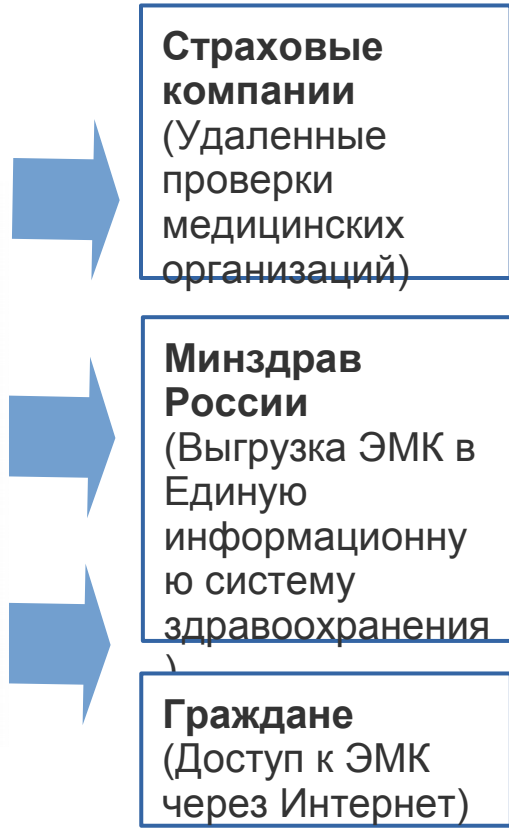 Страховые
компании
(Удаленные
проверки
медицинских
организаций)
Минздрав
России
(Выгрузка ЭМК в
Единую
информационну
ю систему
здравоохранения
)
Граждане
(Доступ к ЭМК
через Интернет)